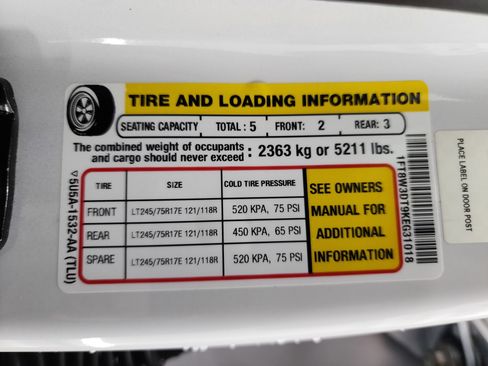 TIRE AND LOADING INFORMATION
SEATING CAPACITY TOTAL : 5 FRONT: 2 REAR: 3
The combined weight of occupants and cargo should never exceed : 2363 kg or 5211 lbs.
TIRE SIZE COLD TIRE PRESSURE
FRONT LT245/75R17E 121/118R 520 KPA, 75 PSI
REAR LT245/75R17E 121/118R 450 KPA, 65 PSI
SPARE LT245/75R17E 121/118R 520 KPA, 75 PSI
SEE OWNERS
MANUAL FOR
ADDITIONAL
INFORMATION
5U5A-1532-AA (TLU)
1FT8W3DT9KEG31018
PLACE LABEL ON DOOR POST